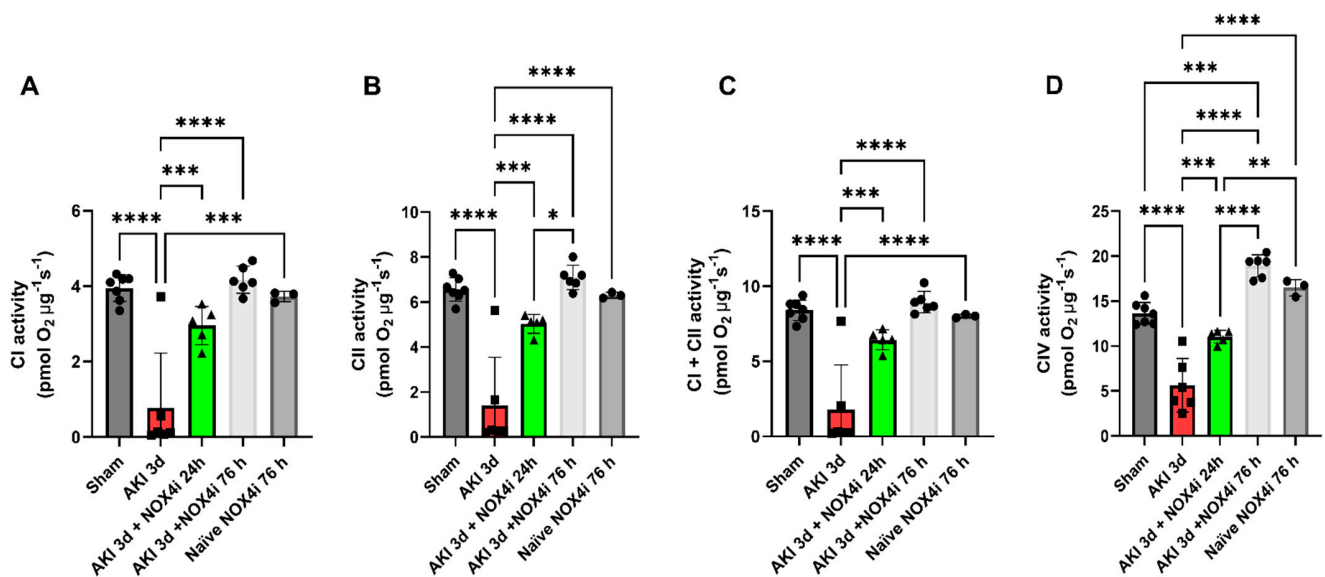 A
CI activity
(pmol O2 µg-1s-1)
6
4
2
0
****
***
****
***
Sham
AKI 3d
AKI 3d + NOX4i 24h
AKI 3d +NOX4i 76 h
Naïve NOX4i 76 h
B
CII activity
(pmol O2 µg-1s-1)
10
8
6
4
2
0
****
****
***
****
*
Sham
AKI 3d
AKI 3d + NOX4i 24h
AKI 3d +NOX4i 76 h
Naïve NOX4i 76 h
C
CI + CII activity
(pmol O2 µg-1s-1)
15
10
5
0
****
***
****
****
Sham
AKI 3d
AKI 3d + NOX4i 24h
AKI 3d +NOX4i 76 h
Naïve NOX4i 76 h
D
CIV activity
(pmol O2 µg-1s-1)
25
20
15
10
5
0
****
***
****
***
**
****
****
Sham
AKI 3d
AKI 3d + NOX4i 24h
AKI 3d +NOX4i 76 h
Naïve NOX4i 76 h